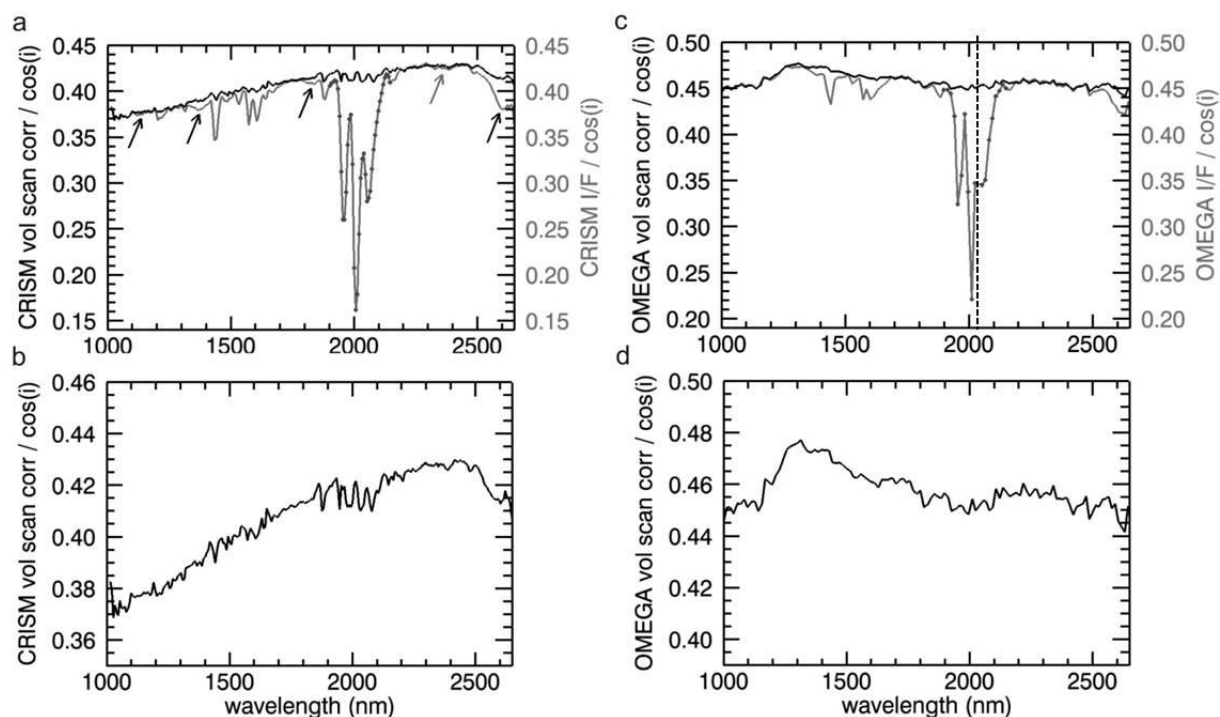 a
0.45
0.40
0.35
0.30
0.25
0.20
0.15
CRISM vol scan corr / cos(i)
0.45
0.40
0.35
0.30
0.25
0.20
0.15
CRISM I/F / cos(i)
1000 1500 2000 2500
c
0.50
0.45
0.40
0.35
0.30
0.25
0.20
OMEGA vol scan corr / cos(i)
0.50
0.45
0.40
0.35
0.30
0.25
0.20
OMEGA I/F / cos(i)
1000 1500 2000 2500
wavelength (nm)
b
0.46
0.44
0.42
0.40
0.38
0.36
CRISM vol scan corr / cos(i)
1000 1500 2000 2500
wavelength (nm)
d
0.50
0.48
0.46
0.44
0.42
0.40
OMEGA vol scan corr / cos(i)
1000 1500 2000 2500
wavelength (nm)